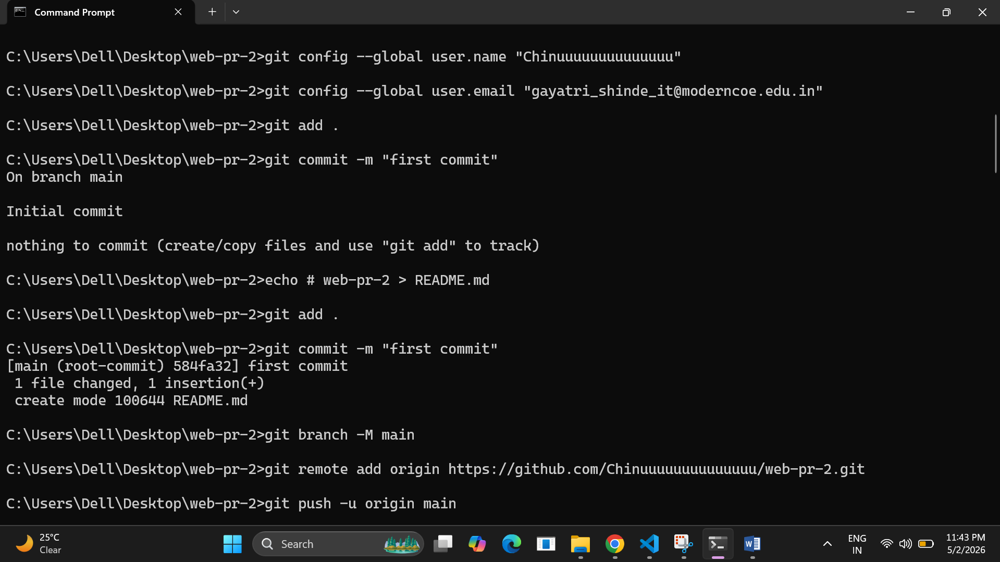 Command Prompt
C:\Users\Dell\Desktop\web-pr-2>git config --global user.name "Chinuuuuuuuuuuuuuu"
C:\Users\Dell\Desktop\web-pr-2>git config --global user.email "gayatri_shinde_it@moderncoe.edu.in"
C:\Users\Dell\Desktop\web-pr-2>git add .
C:\Users\Dell\Desktop\web-pr-2>git commit -m "first commit"
On branch main
Initial commit
nothing to commit (create/copy files and use "git add" to track)
C:\Users\Dell\Desktop\web-pr-2>echo # web-pr-2 > README.md
C:\Users\Dell\Desktop\web-pr-2>git add .
C:\Users\Dell\Desktop\web-pr-2>git commit -m "first commit"
[main (root-commit) 584fa32] first commit
 1 file changed, 1 insertion(+)
 create mode 100644 README.md
C:\Users\Dell\Desktop\web-pr-2>git branch -M main
C:\Users\Dell\Desktop\web-pr-2>git remote add origin https://github.com/Chinuuuuuuuuuuuuuu/web-pr-2.git
C:\Users\Dell\Desktop\web-pr-2>git push -u origin main
25°C
Clear
Search
ENG
IN
11:43 PM
5/2/2026